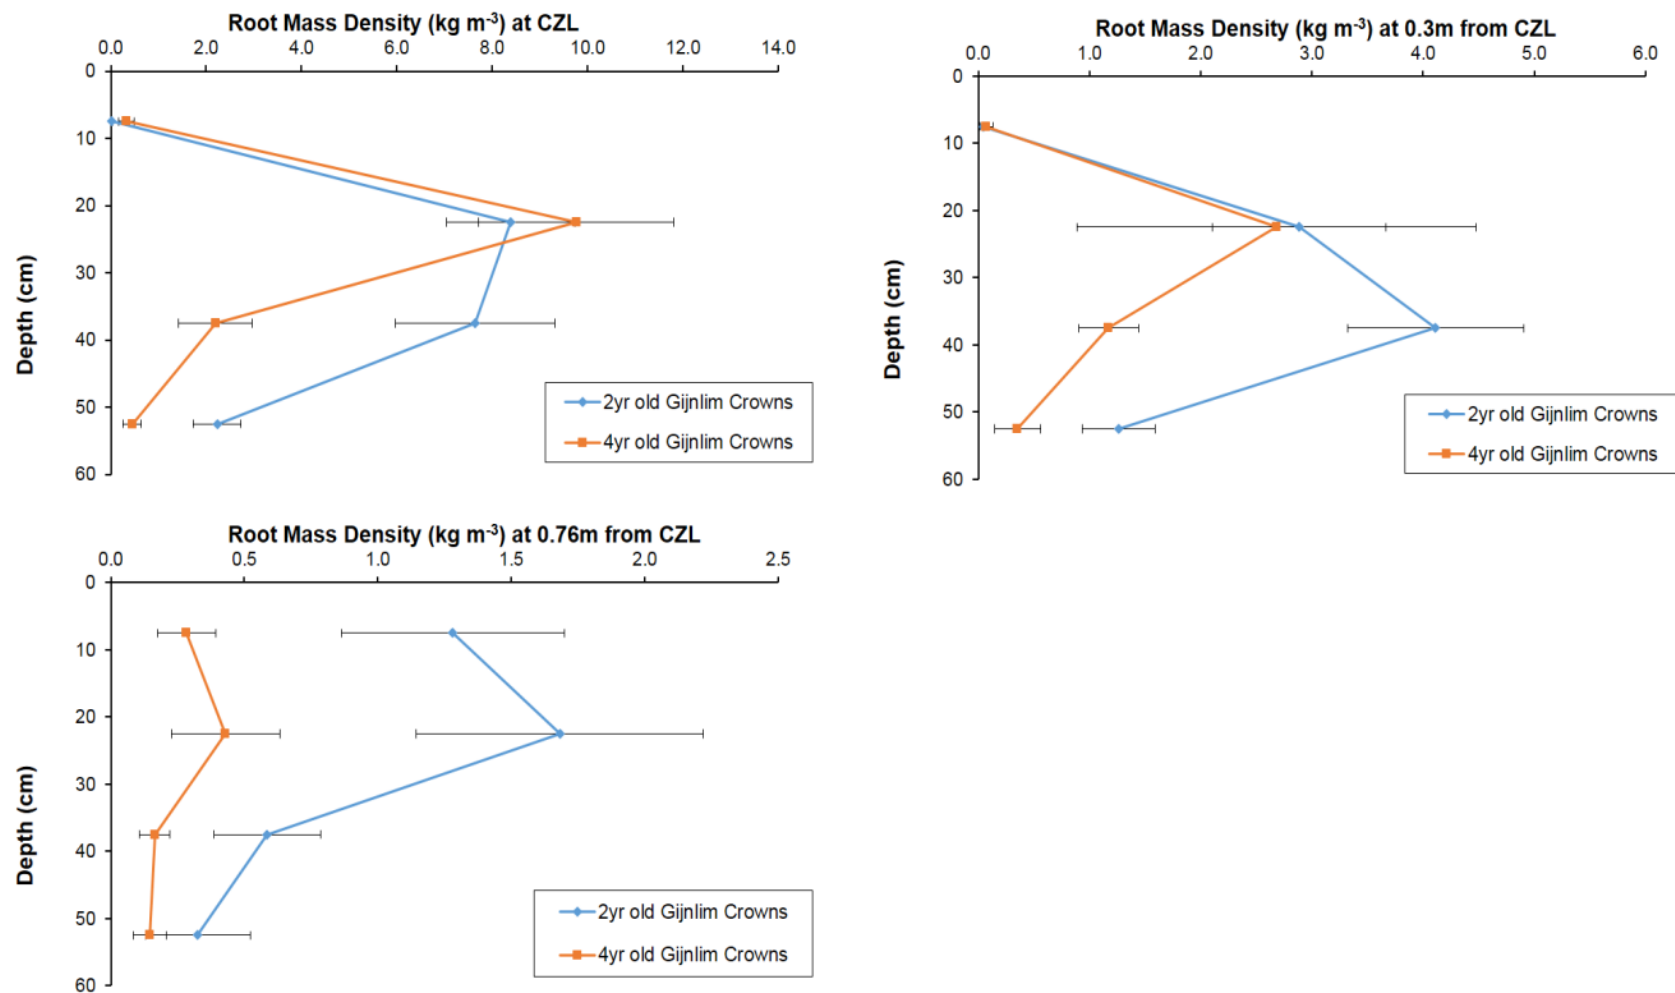 Root Mass Density (kg m-3) at CZL
0.0 2.0 4.0 6.0 8.0 10.0 12.0 14.0
0
10
20
30
40
50
60
Depth (cm)
2yr old Gijnlim Crowns
4yr old Gijnlim Crowns
Root Mass Density (kg m-3) at 0.3m from CZL
0.0 1.0 2.0 3.0 4.0 5.0 6.0
0
10
20
30
40
50
60
Depth (cm)
2yr old Gijnlim Crowns
4yr old Gijnlim Crowns
Root Mass Density (kg m-3) at 0.76m from CZL
0.0 0.5 1.0 1.5 2.0 2.5
0
10
20
30
40
50
60
Depth (cm)
2yr old Gijnlim Crowns
4yr old Gijnlim Crowns